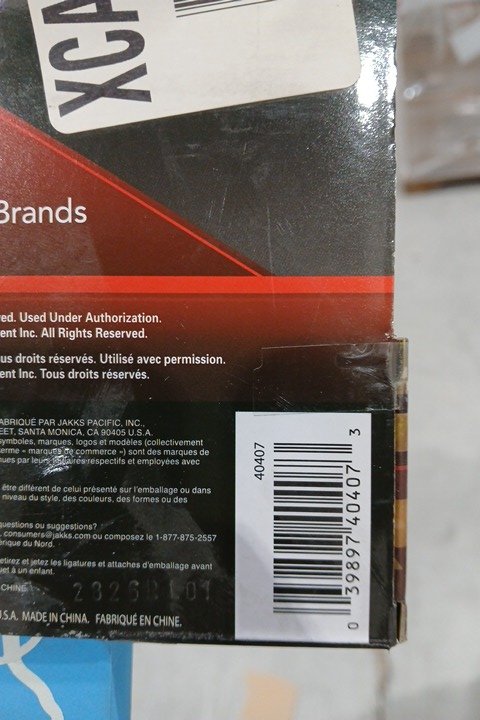 XCA
Brands
ed. Used Under Authorization.
ent Inc. All Rights Reserved.
us droits réservés. Utilisé avec permission.
ent Inc. Tous droits réservés.
ABRIQUÉ PAR JAKKS PACIFIC, INC.,
EET, SANTA MONICA, CA 90405 U.S.A.
symboles, marques, logos et modèles (collectivement
terme « marques de commerce ») sont des marques de
nues par leurs titulaires respectifs et employées avec
être différent de celui présenté sur l'emballage ou dans
niveau du style, des couleurs, des formes ou des
questions ou suggestions?
consumers@jakks.com ou composez le 1-877-875-2557
érique du Nord.
etirez et jetez les ligatures et attaches d'emballage avant
uet à un enfant.
CHINE
U.S.A. MADE IN CHINA. FABRIQUÉ EN CHINE.
40407
0 39897 40407 3